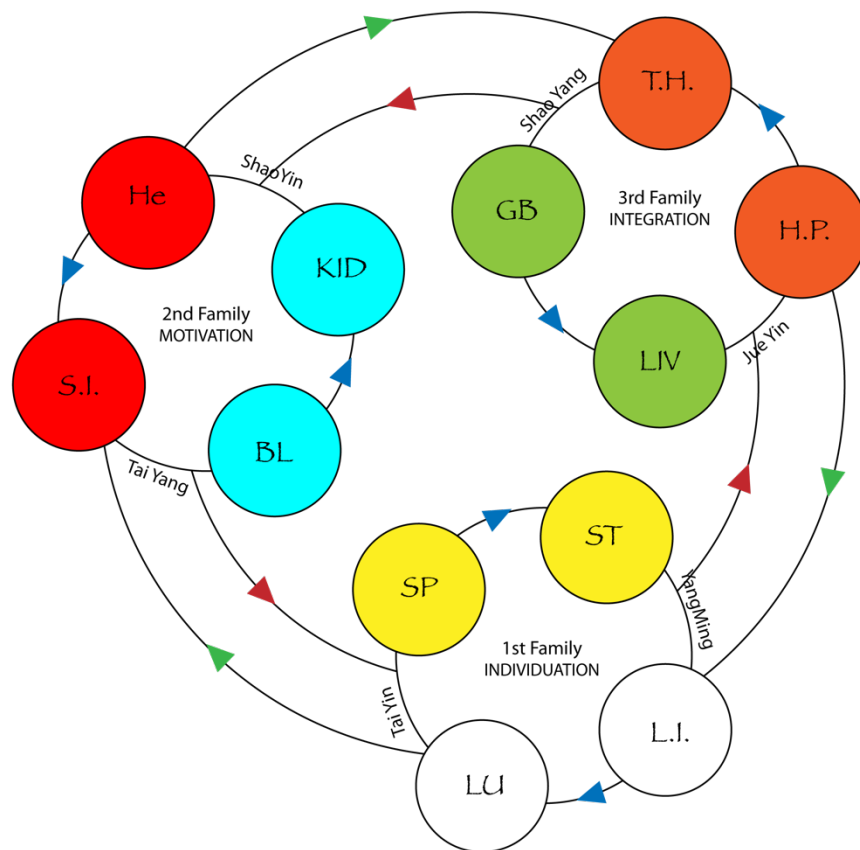 T.H.
Shao Yang
He
ShaoYin
GB
3rd Family
INTEGRATION
H.P.
KID
2nd Family
MOTIVATION
LIV
Jue Yin
S.I.
BL
Tai Yang
ST
SP
YangMing
1st Family
INDIVIDUATION
Tai Yin
L.I.
LU